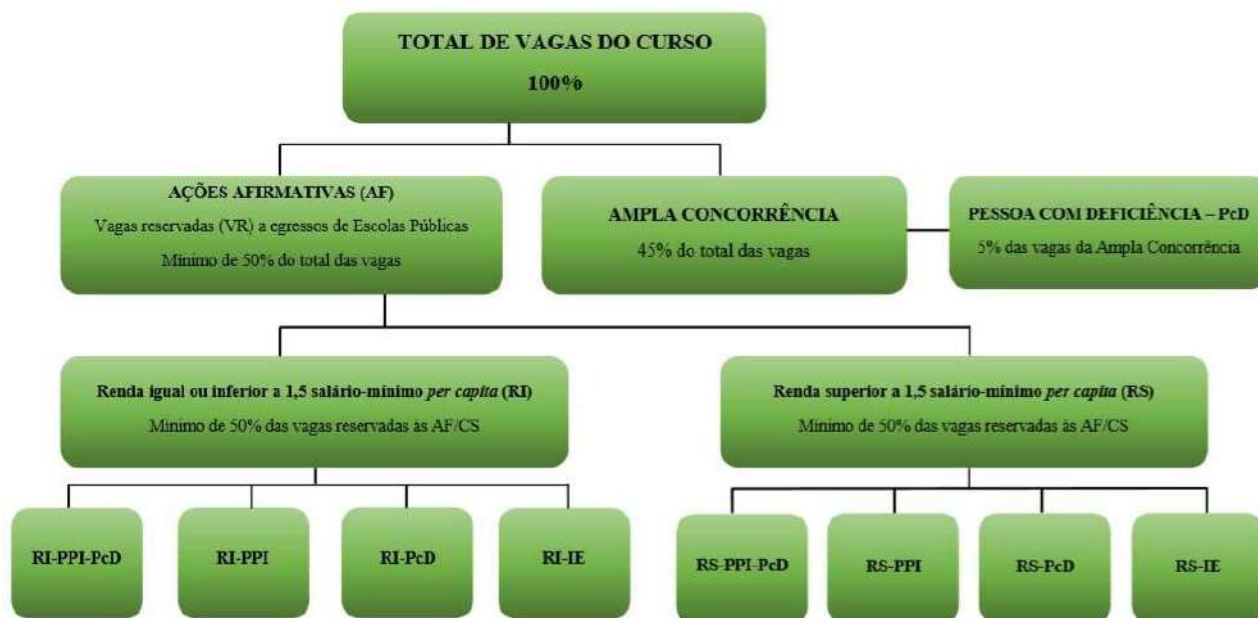 TOTAL DE VAGAS DO CURSO
100%
AÇÕES AFIRMATIVAS (AF)
Vagas reservadas (VR) a egressos de Escolas Públicas
Mínimo de 50% do total das vagas
AMPLA CONCORRÊNCIA
45% do total das vagas
PESSOA COM DEFICIÊNCIA – PcD
5% das vagas da Ampla Concorrência
Renda igual ou inferior a 1,5 salário-mínimo per capita (RI)
Mínimo de 50% das vagas reservadas às AF/CS
Renda superior a 1,5 salário-mínimo per capita (RS)
Mínimo de 50% das vagas reservadas às AF/CS
RI-PPI-PcD
RI-PPI
RI-PcD
RI-IE
RS-PPI-PcD
RS-PPI
RS-PcD
RS-IE